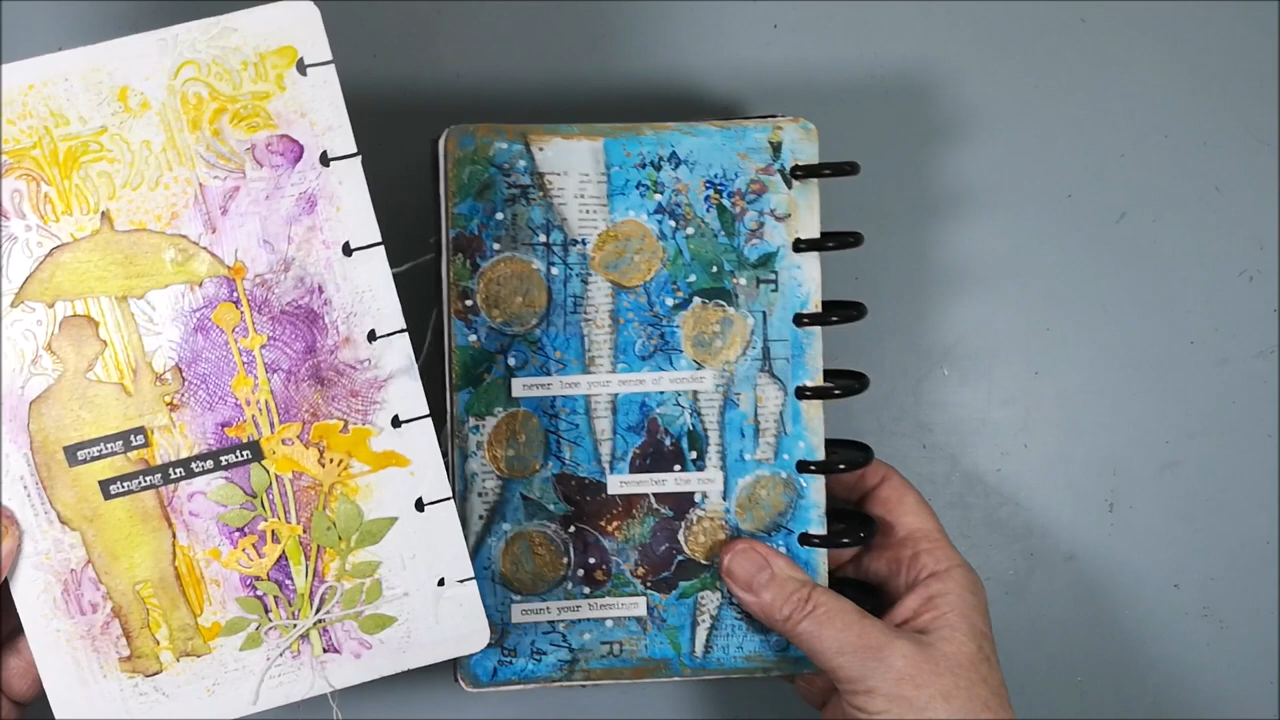 spring is
singing in the rain
never lose your sense of wonder
remember the now
count your blessings
T
R